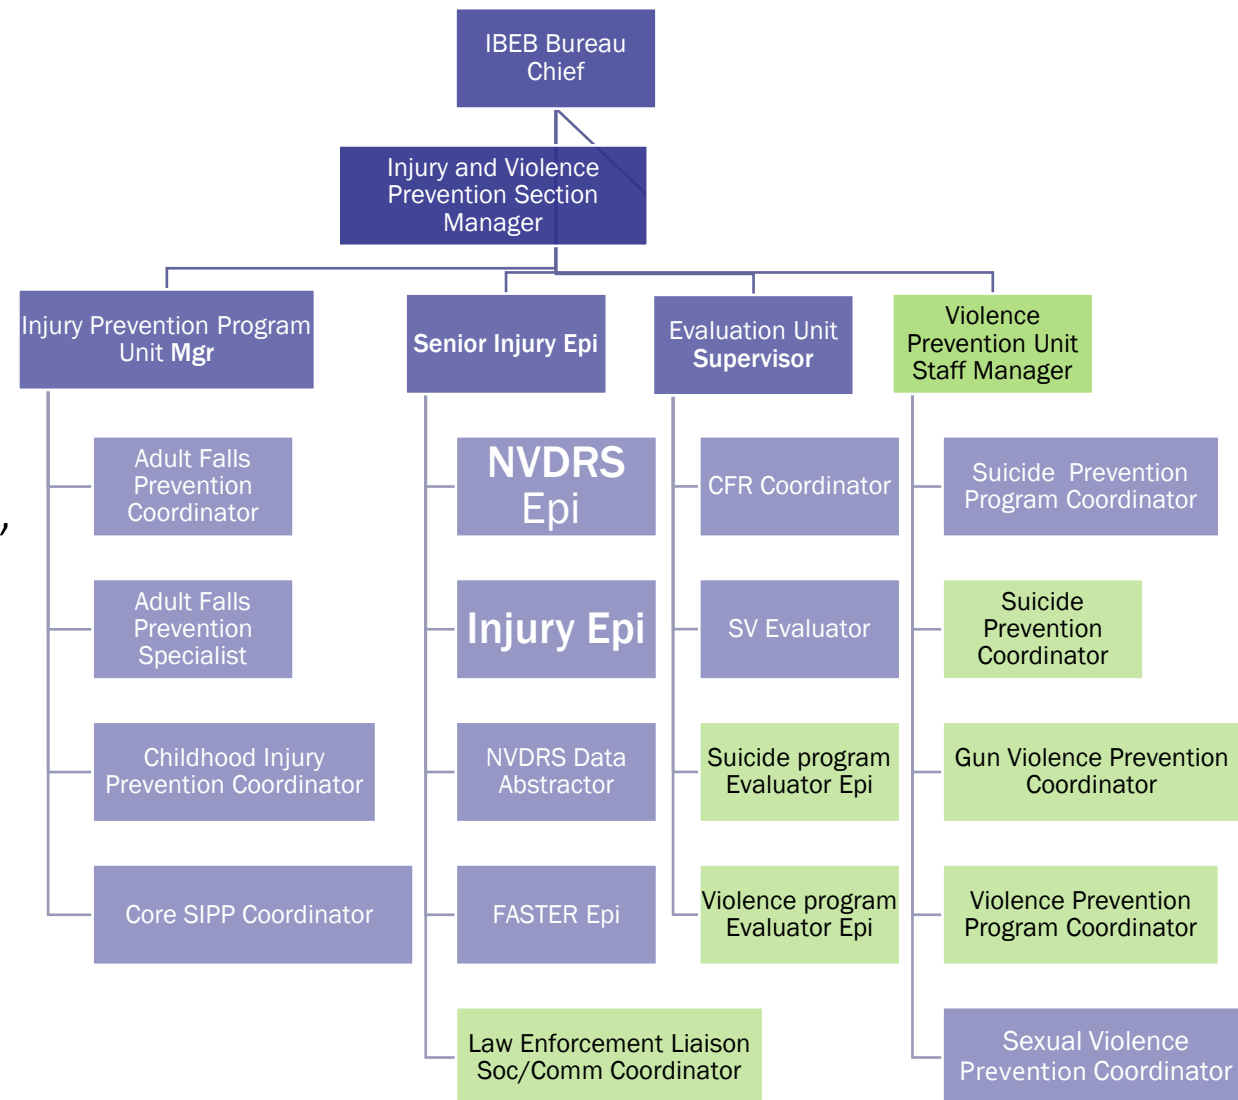 IBEB Bureau
Chief
Injury and Violence
Prevention Section
Manager
Injury Prevention Program
Unit Mgr
Senior Injury Epi
Evaluation Unit
Supervisor
Violence
Prevention Unit
Staff Manager
Adult Falls
Prevention
Coordinator
Adult Falls
Prevention
Specialist
Childhood Injury
Prevention Coordinator
Core SIPP Coordinator
NVDRS
Epi
Injury Epi
NVDRS Data
Abstractor
FASTER Epi
Law Enforcement Liaison
Soc/Comm Coordinator
CFR Coordinator
SV Evaluator
Suicide program
Evaluator Epi
Violence program
Evaluator Epi
Suicide Prevention
Program Coordinator
Suicide
Prevention
Coordinator
Gun Violence Prevention
Coordinator
Violence Prevention
Program Coordinator
Sexual Violence
Prevention Coordinator
,